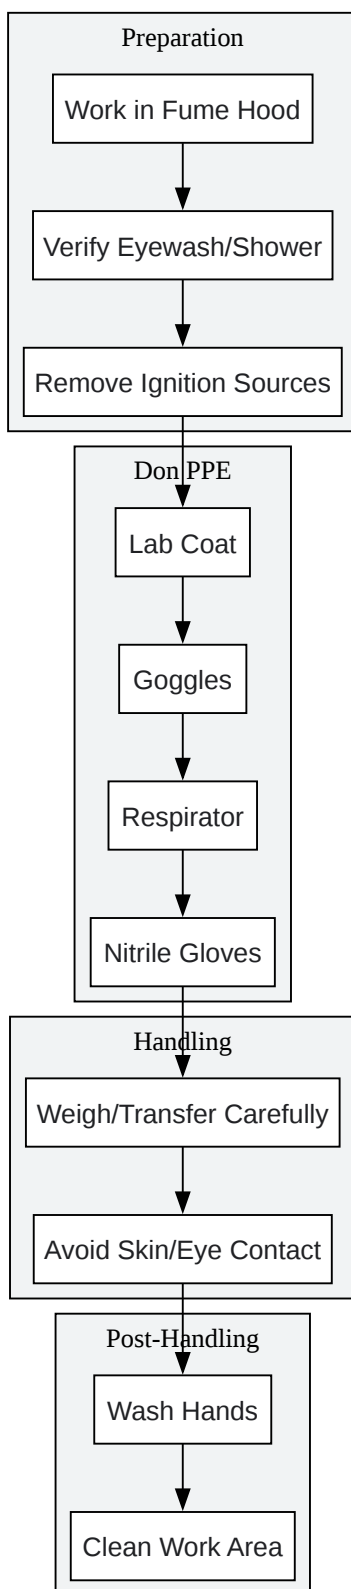 Preparation
Work in Fume Hood
Verify Eyewash/Shower
Remove Ignition Sources
Don PPE
Lab Coat
Goggles
Respirator
Nitrile Gloves
Handling
Weigh/Transfer Carefully
Avoid Skin/Eye Contact
Post-Handling
Wash Hands
Clean Work Area